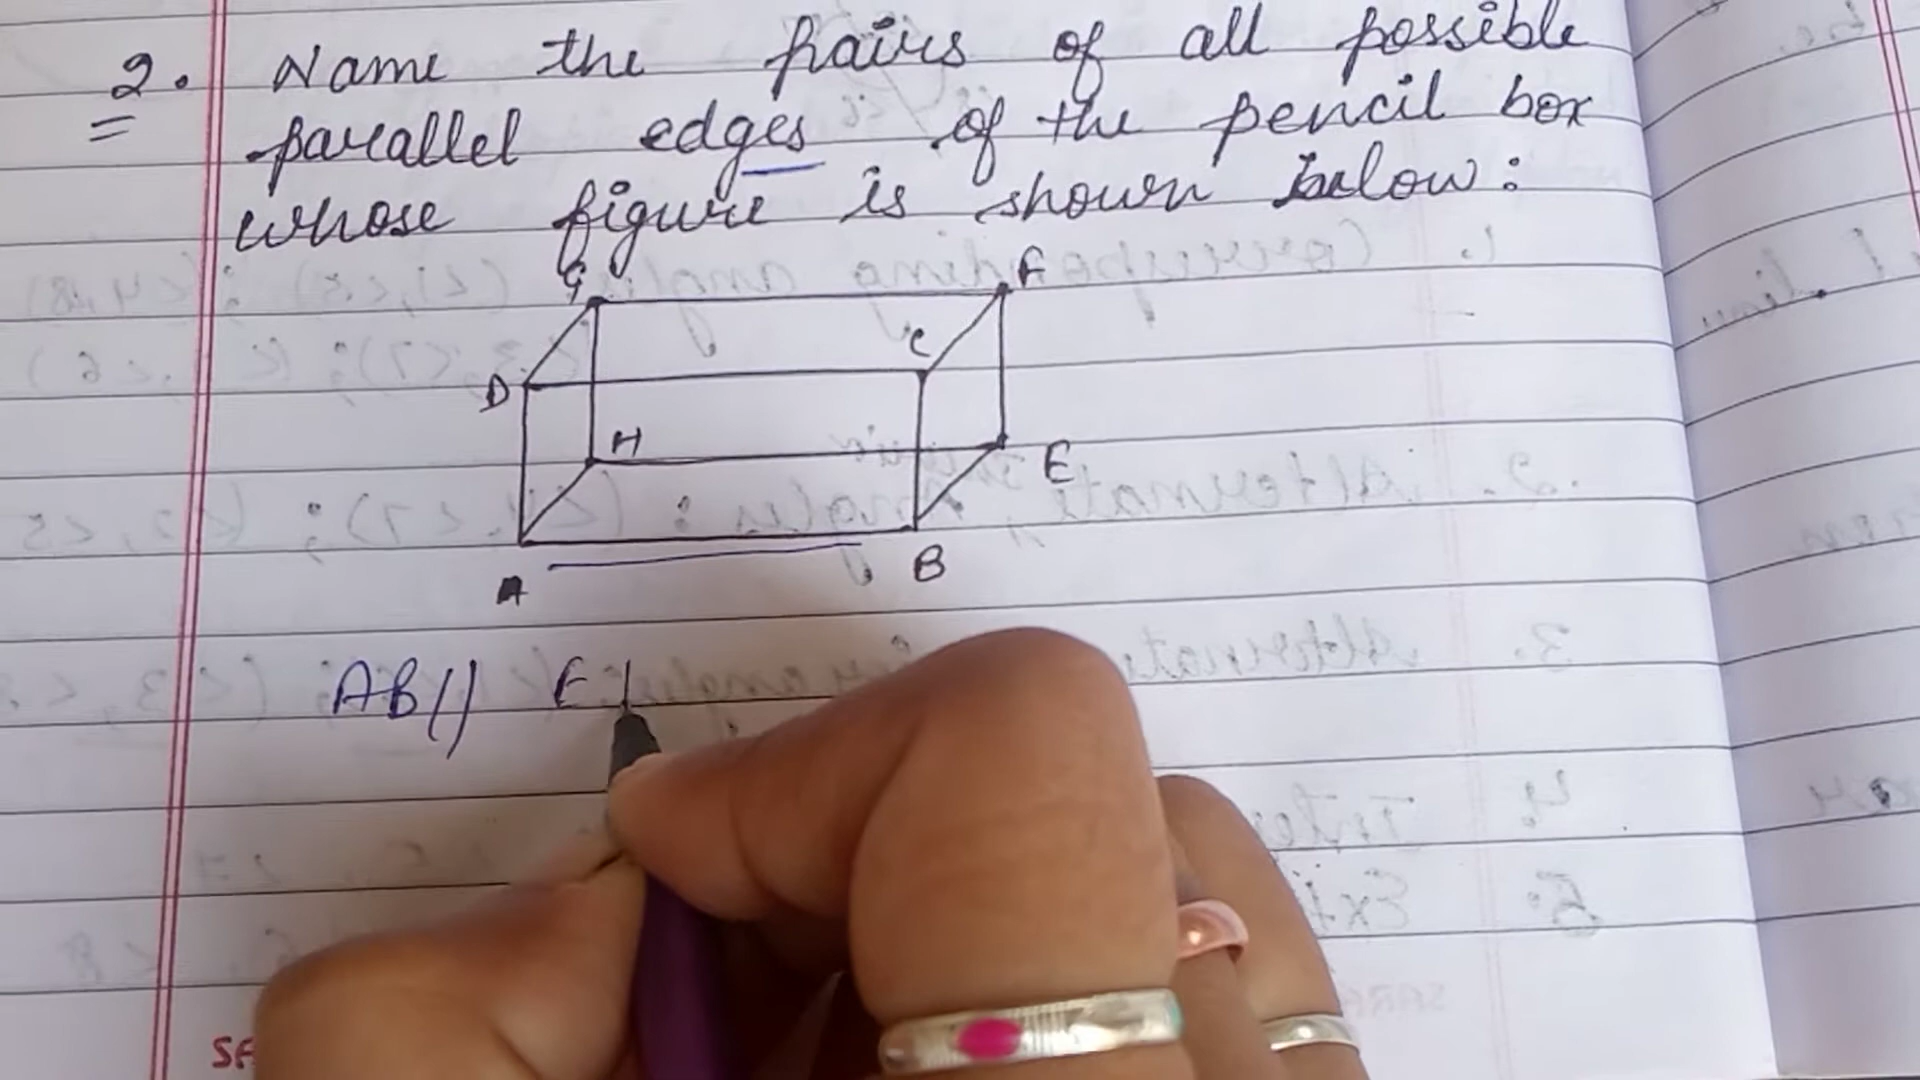 2. Name the pairs of all possible
parallel edges of the pencil box
whose figure is shown below:
G F
D C
H E
A B
AB//